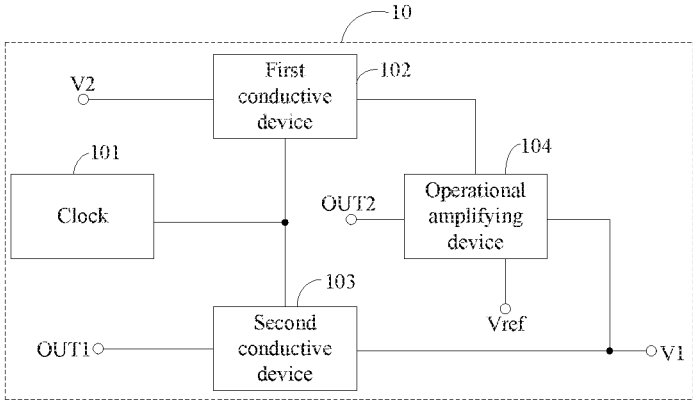 10
V2
First
conductive
device
102
101
Clock
104
Operational
amplifying
device
OUT2
Vref
103
Second
conductive
device
OUT1
V1